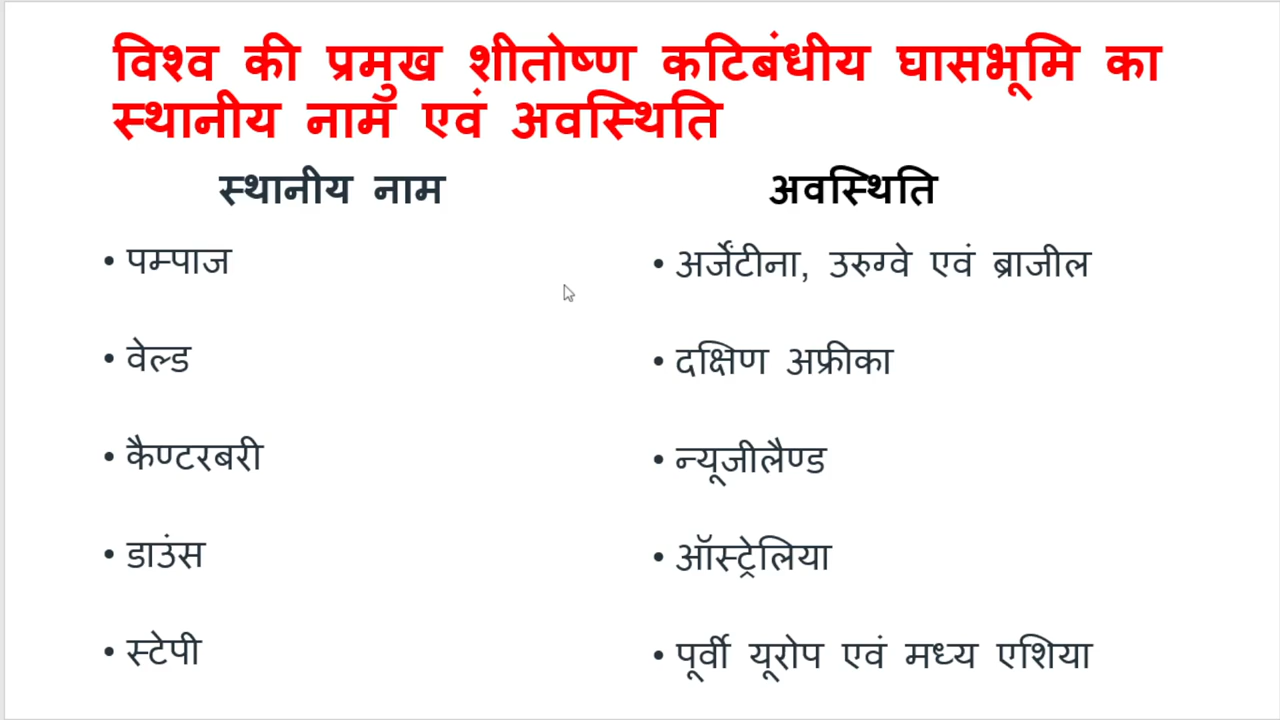 विश्व की प्रमुख शीतोष्ण कटिबंधीय घासभूमि का
स्थानीय नाम एवं अवस्थिति
स्थानीय नाम
अवस्थिति
• पम्पाज
• अर्जेंटीना, उरुग्वे एवं ब्राजील
• वेल्ड
• दक्षिण अफ्रीका
• कैण्टरबरी
• न्यूजीलैण्ड
• डाउंस
• ऑस्ट्रेलिया
• स्टेपी
• पूर्वी यूरोप एवं मध्य एशिया